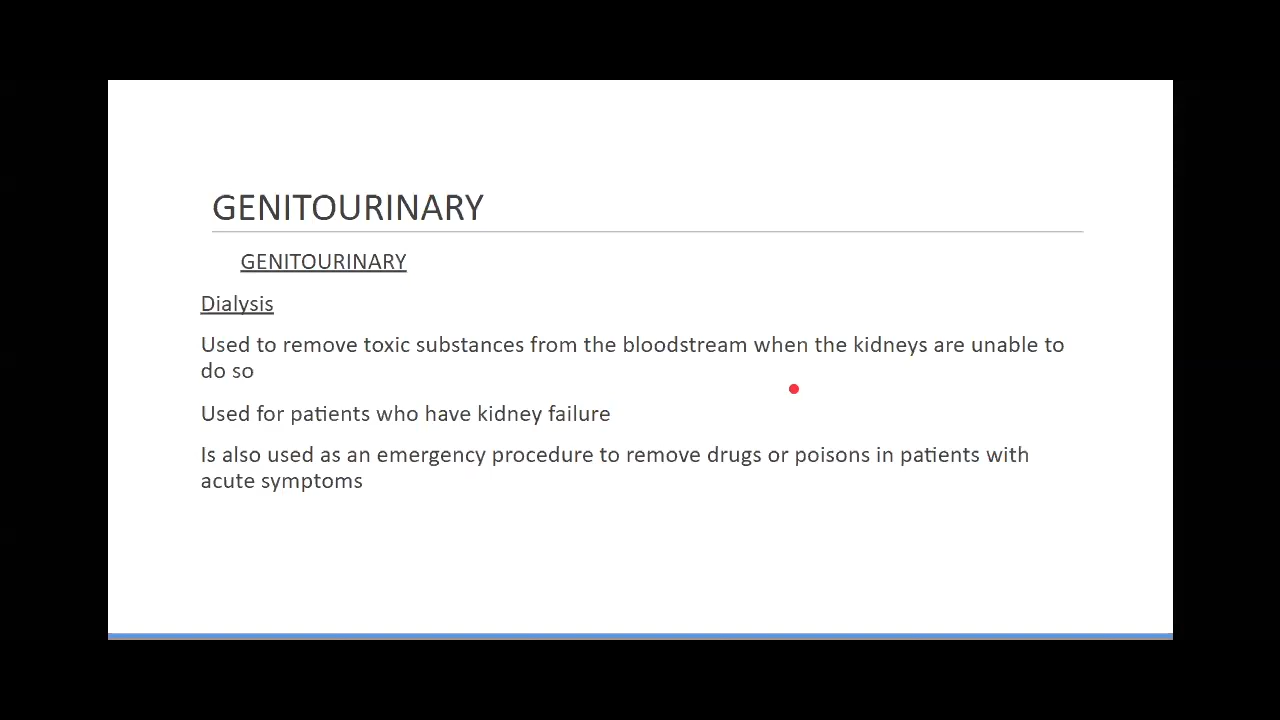 GENITOURINARY
GENITOURINARY
Dialysis
Used to remove toxic substances from the bloodstream when the kidneys are unable to
do so
Used for patients who have kidney failure
Is also used as an emergency procedure to remove drugs or poisons in patients with
acute symptoms